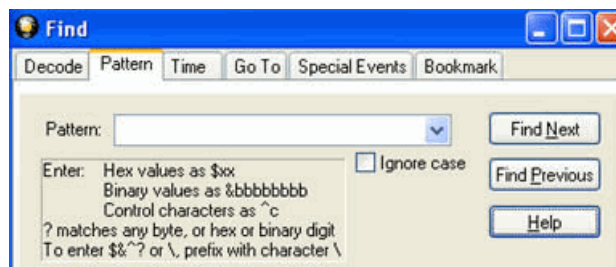 Find
Decode Pattern Time Go To Special Events Bookmark
Pattern:
Find Next
Ignore case
Enter: Hex values as $xx
Binary values as &bbbbbbbb
Control characters as ^c
? matches any byte, or hex or binary digit
To enter $&^? or \, prefix with character \
Find Previous
Help